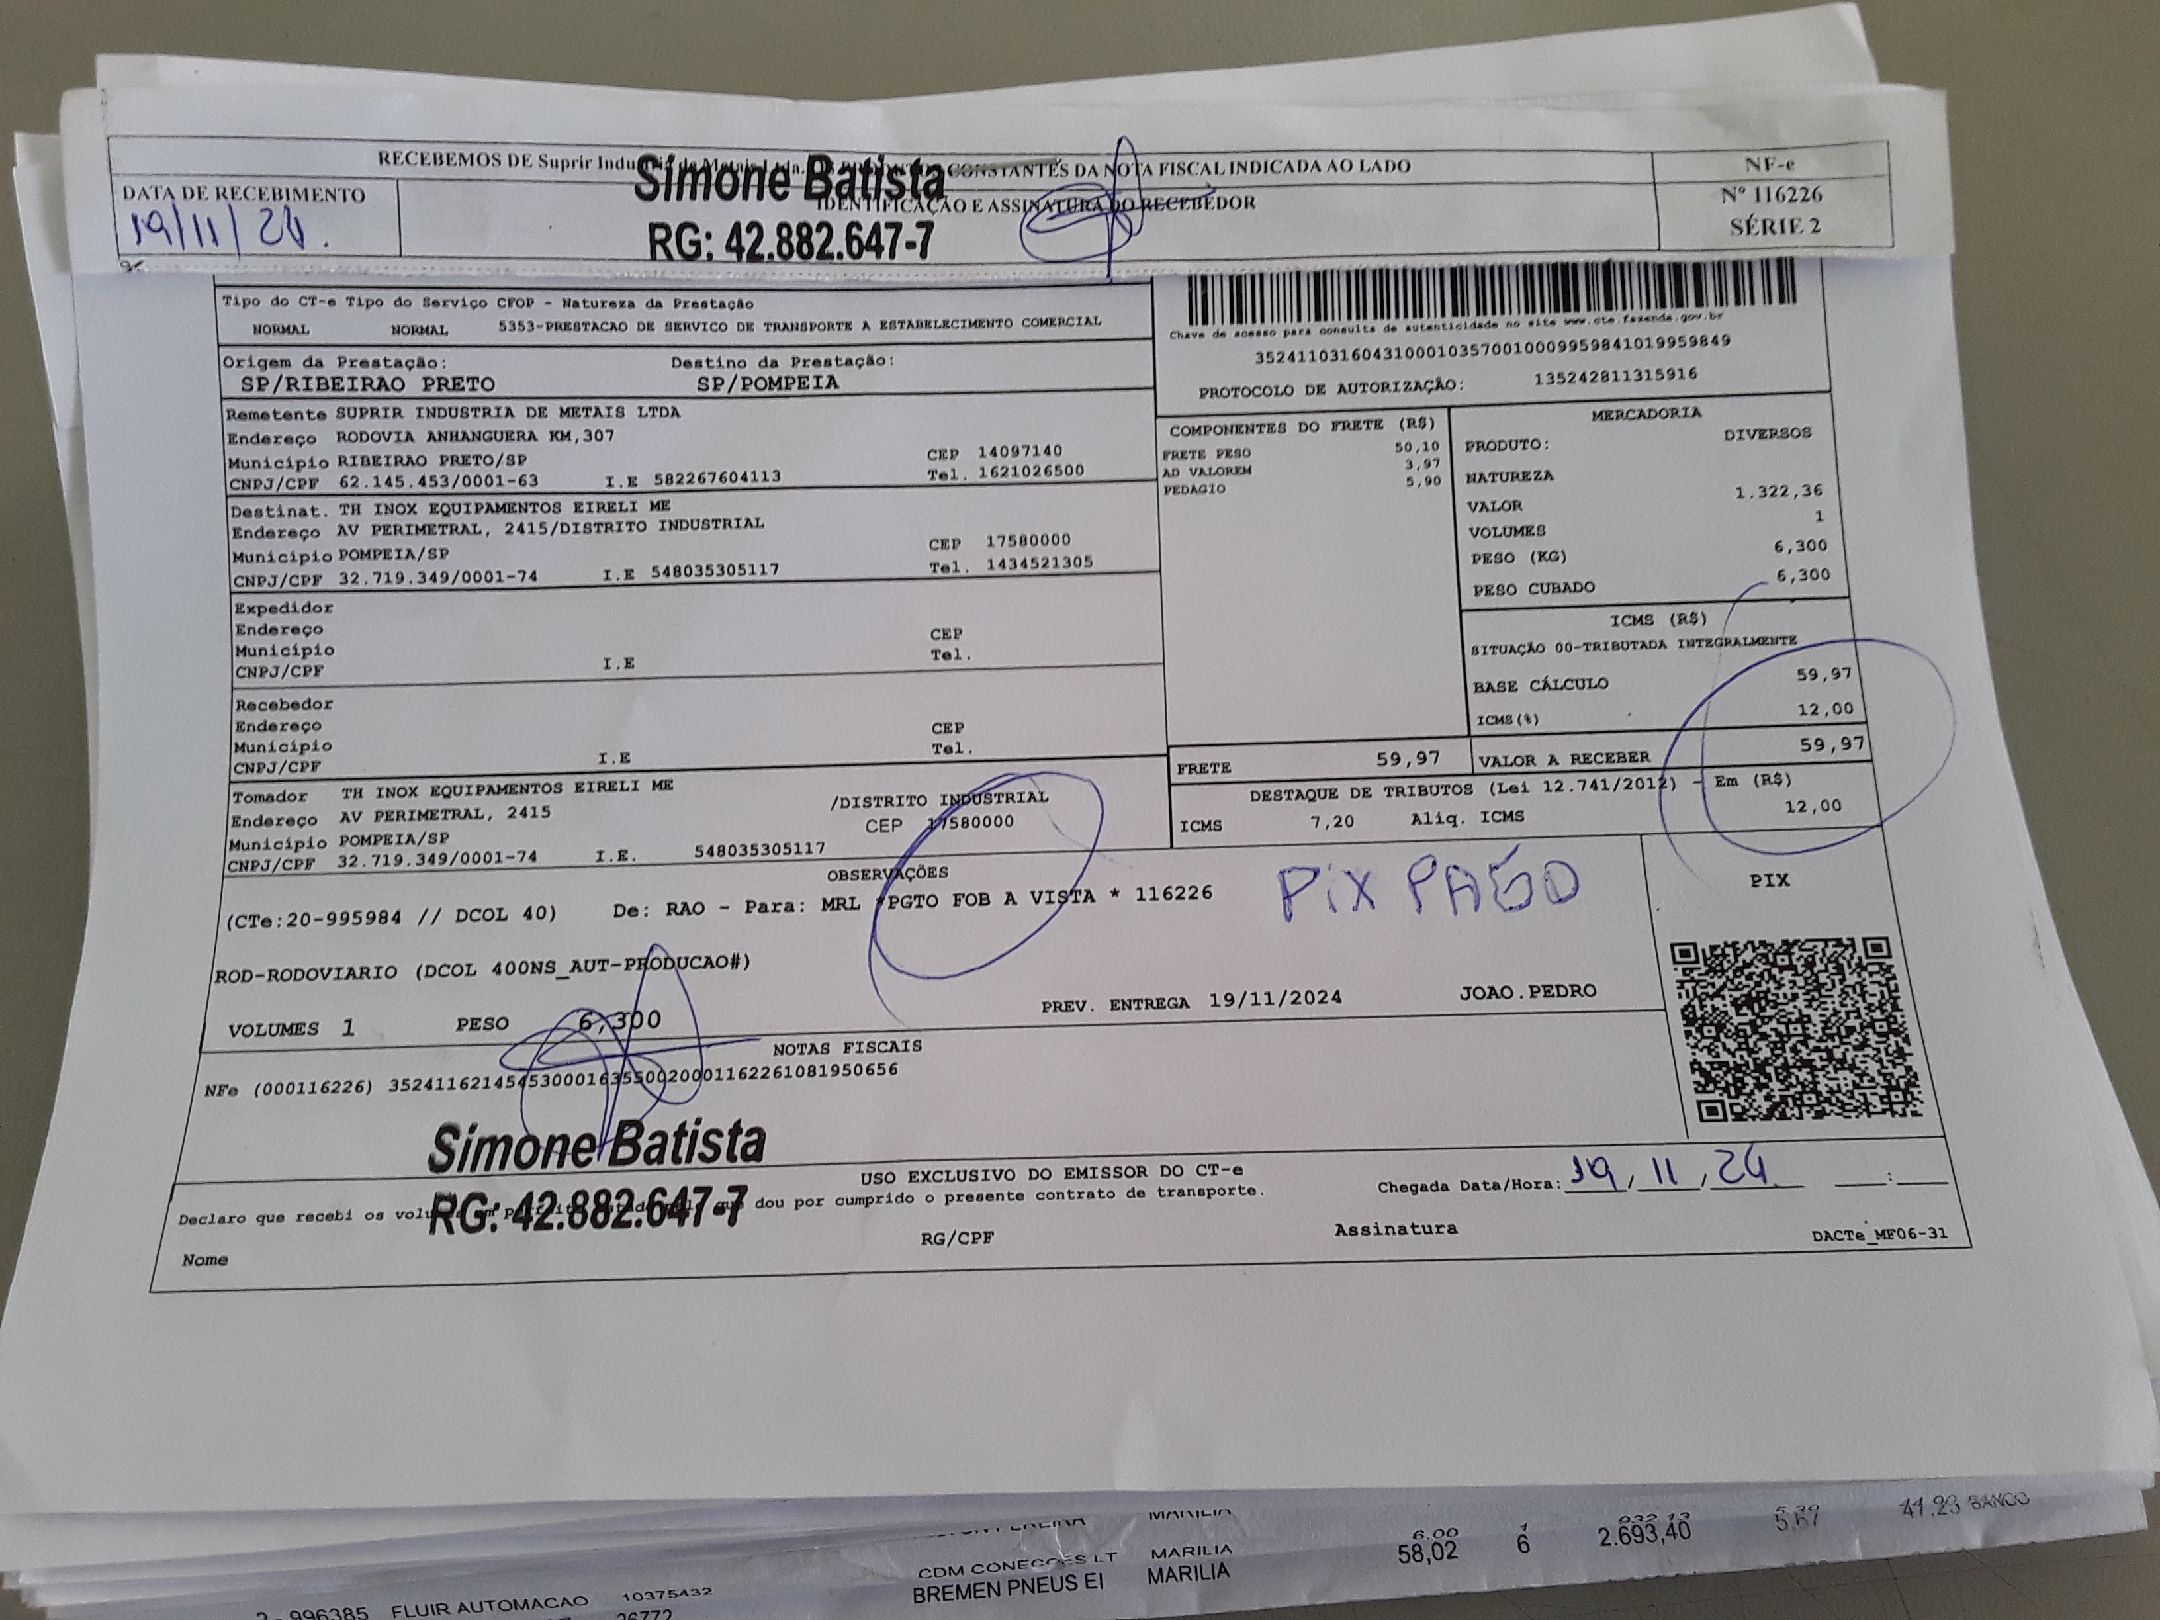 RECEBEMOS DE Suprir Industria de Metais Ltda. CONSTANTES DA NOTA FISCAL INDICADA AO LADO
NF-e
Nº 116226
SÉRIE 2
DATA DE RECEBIMENTO
19/11/24.
IDENTIFICAÇÃO E ASSINATURA DO RECEBEDOR
Simone Batista
RG: 42.882.647-7
Tipo do CT-e Tipo do Serviço CFOP - Natureza da Prestação
NORMAL NORMAL 5353-PRESTACAO DE SERVICO DE TRANSPORTE A ESTABELECIMENTO COMERCIAL
Chave de acesso para consulta de autenticidade no site www.cte.fazenda.gov.br
35241103160431000103570010009959841019959849
PROTOCOLO DE AUTORIZAÇÃO: 135242811315916
Origem da Prestação: Destino da Prestação:
SP/RIBEIRAO PRETO SP/POMPEIA
Remetente SUPRIR INDUSTRIA DE METAIS LTDA
Endereço RODOVIA ANHANGUERA KM,307
Município RIBEIRAO PRETO/SP CEP 14097140
CNPJ/CPF 62.145.453/0001-63 I.E 582267604113 Tel. 1621026500
Destinat. TH INOX EQUIPAMENTOS EIRELI ME
Endereço AV PERIMETRAL, 2415/DISTRITO INDUSTRIAL
Município POMPEIA/SP CEP 17580000
CNPJ/CPF 32.719.349/0001-74 I.E 548035305117 Tel. 1434521305
Expedidor
Endereço
Município CEP
CNPJ/CPF I.E Tel.
Recebedor
Endereço
Município CEP
CNPJ/CPF I.E Tel.
Tomador TH INOX EQUIPAMENTOS EIRELI ME
Endereço AV PERIMETRAL, 2415 /DISTRITO INDUSTRIAL
Município POMPEIA/SP CEP 17580000
CNPJ/CPF 32.719.349/0001-74 I.E. 548035305117
COMPONENTES DO FRETE (R$)
FRETE PESO 50,10
AD VALOREM 3,97
PEDAGIO 5,90
MERCADORIA
PRODUTO: DIVERSOS
NATUREZA
VALOR 1.322,36
VOLUMES 1
PESO (KG) 6,300
PESO CUBADO 6,300
ICMS (R$)
SITUAÇÃO 00-TRIBUTADA INTEGRALMENTE
BASE CÁLCULO 59,97
ICMS(%) 12,00
FRETE 59,97 VALOR A RECEBER 59,97
DESTAQUE DE TRIBUTOS (Lei 12.741/2012) - Em (R$)
ICMS 7,20 Aliq. ICMS 12,00
OBSERVAÇÕES
(CTe:20-995984 // DCOL 40) De: RAO - Para: MRL *PGTO FOB A VISTA * 116226
PIX PAGO
PIX
ROD-RODOVIARIO (DCOL 400NS_AUT-PRODUCAO#)
PREV. ENTREGA 19/11/2024 JOAO.PEDRO
VOLUMES 1 PESO 6,300
NOTAS FISCAIS
NFe (000116226) 35241162145453000163550020001162261081950656
Simone Batista
RG: 42.882.647-7
USO EXCLUSIVO DO EMISSOR DO CT-e
Declaro que recebi os dou por cumprido o presente contrato de transporte.
Chegada Data/Hora: 19/11/24 :
Nome RG/CPF Assinatura DACTe_MF06-31
MARILIA 44.23 BANCO
CDM CONECCOES LT MARILIA 6.00
BREMEN PNEUS EI MARILIA 58,02 6 2.693,40 5.67
996385 FLUIR AUTOMACAO 10375432
26772